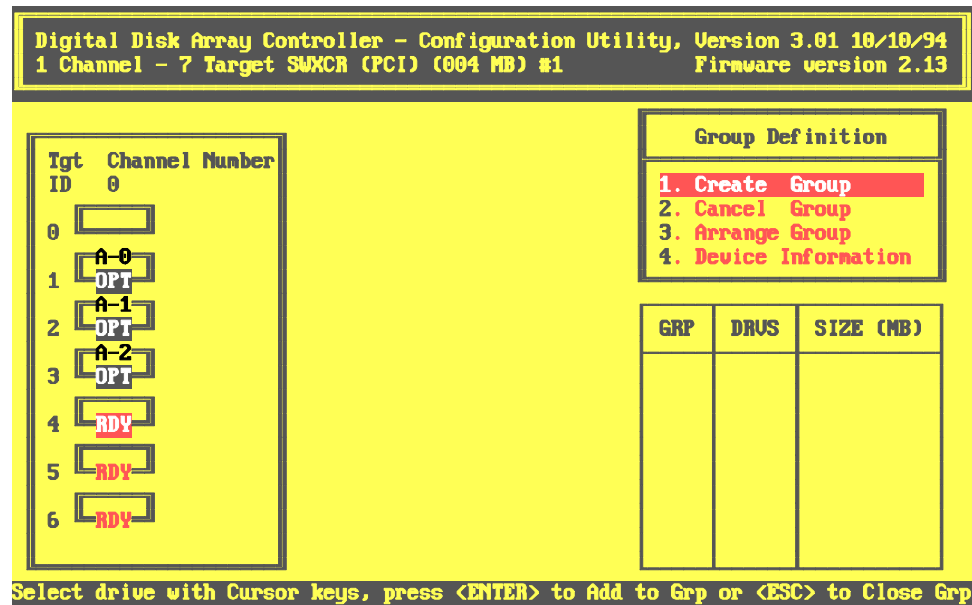 Digital Disk Array Controller - Configuration Utility, Version 3.01 10/10/94
1 Channel - 7 Target SWXCR (PCI) (004 MB) #1 Firmware version 2.13
Tgt Channel Number
ID 0
0
A-0
1 OPT
A-1
2 OPT
A-2
3 OPT
4 RDY
5 RDY
6 RDY
Group Definition
1. Create Group
2. Cancel Group
3. Arrange Group
4. Device Information
GRP DRVS SIZE (MB)
Select drive with Cursor keys, press <ENTER> to Add to Grp or <ESC> to Close Grp